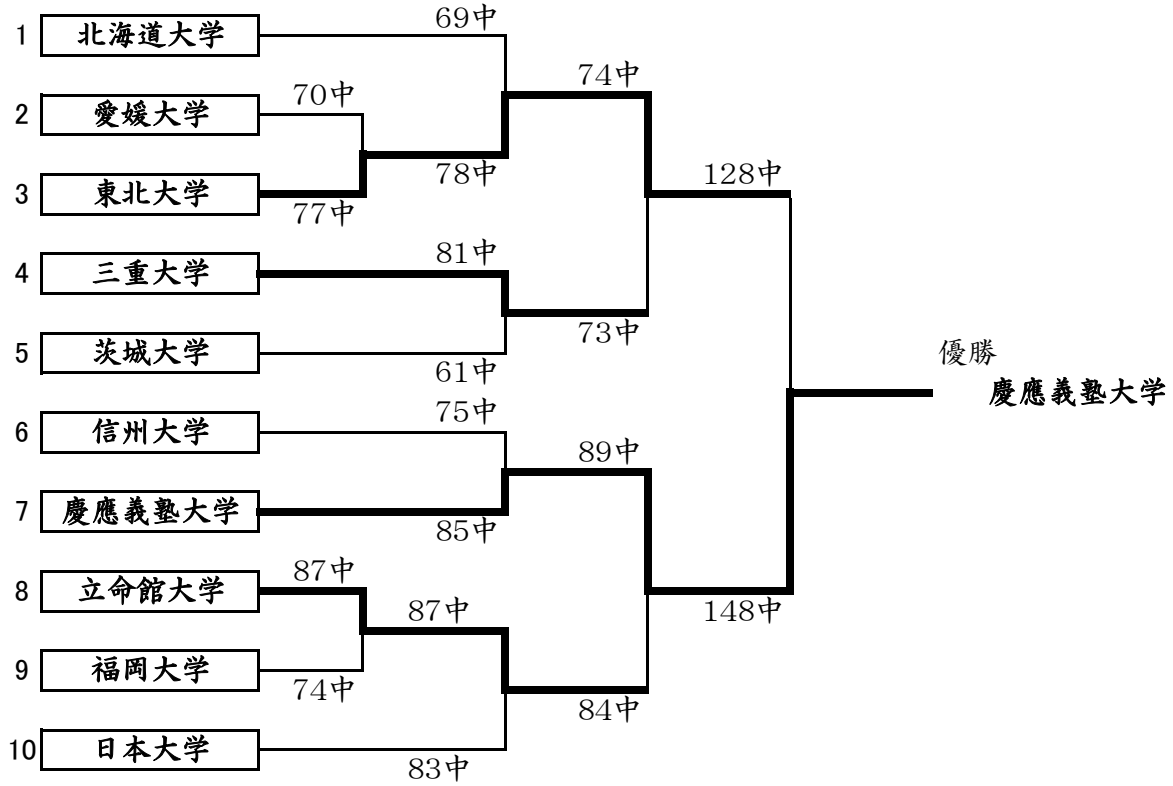 69中
1 北海道大学
74中
70中
2 愛媛大学
78中
128中
3 東北大学
77中
81中
4 三重大学
73中
5 茨城大学
61中
優勝
慶應義塾大学
75中
6 信州大学
89中
7 慶應義塾大学
85中
87中
8 立命館大学
87中
148中
9 福岡大学
74中
84中
10 日本大学
83中